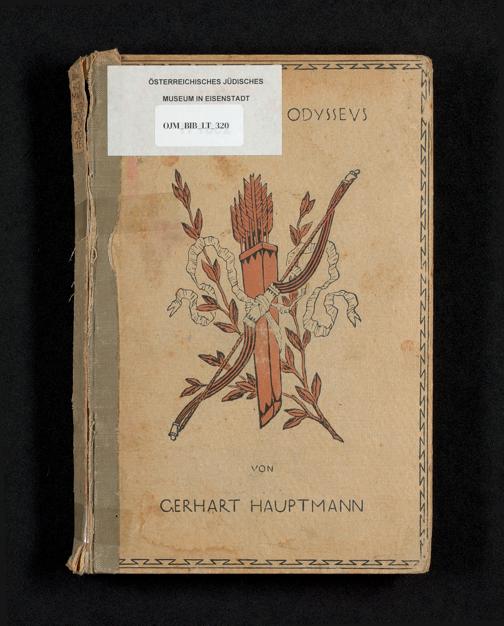 ÖSTERREICHISCHES JÜDISCHES
MUSEUM IN EISENSTADT
OJM_BIB_LT_320
ODYSSEVS
VON
GERHART HAUPTMANN